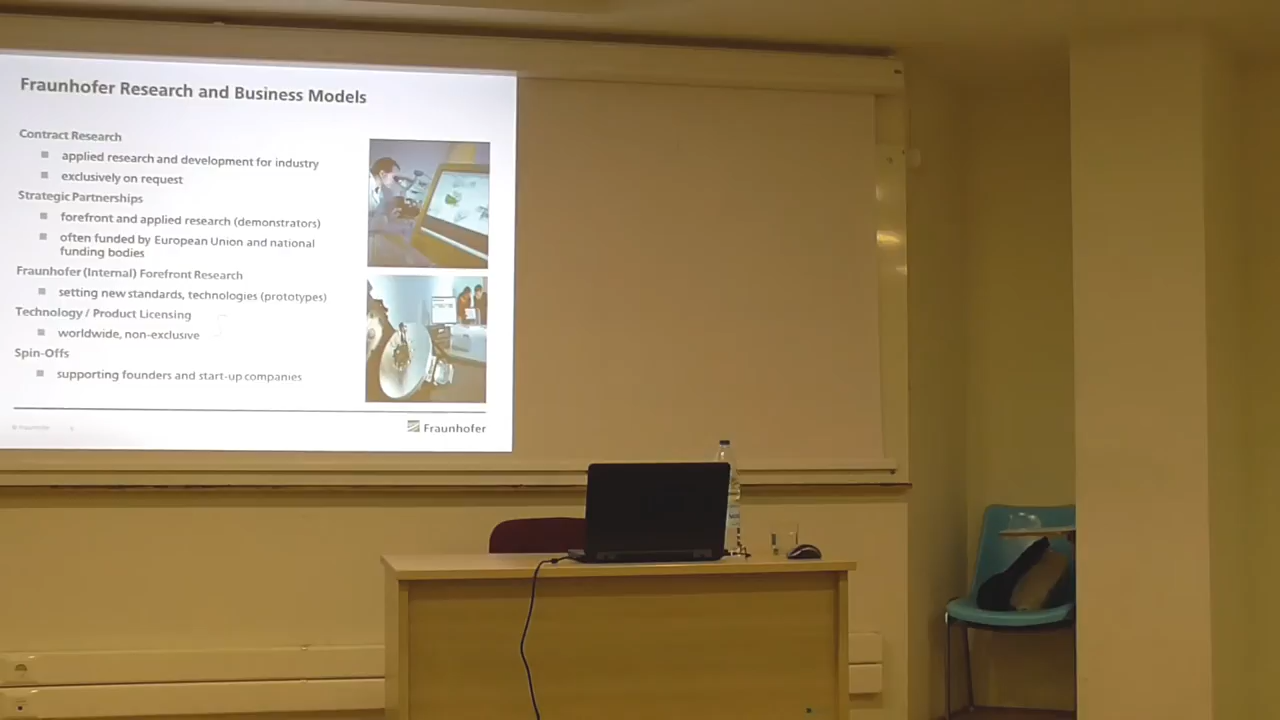 Fraunhofer Research and Business Models
Contract Research
applied research and development for industry
exclusively on request
Strategic Partnerships
forefront and applied research (demonstrators)
often funded by European Union and national
funding bodies
Fraunhofer (Internal) Forefront Research
setting new standards, technologies (prototypes)
Technology / Product Licensing
worldwide, non-exclusive
Spin-Offs
supporting founders and start-up companies
© Fraunhofer
Fraunhofer